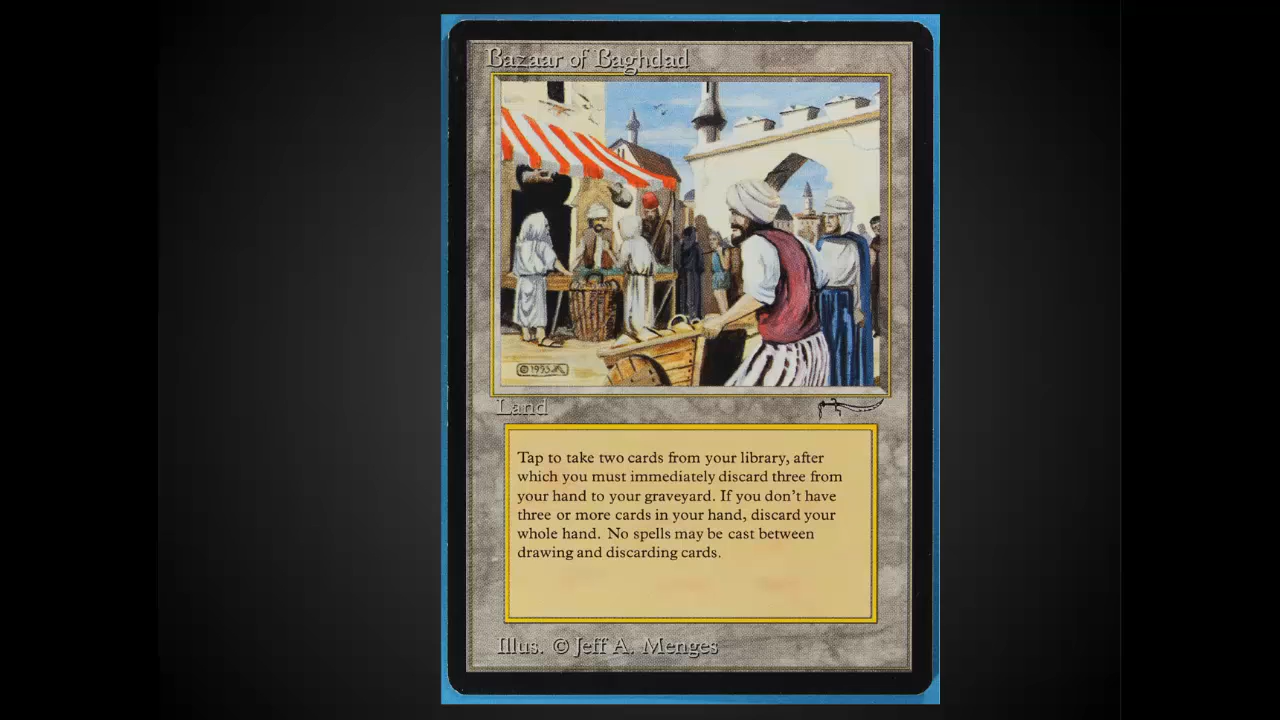 Bazaar of Baghdad
©1993
Land
Tap to take two cards from your library, after
which you must immediately discard three from
your hand to your graveyard. If you don't have
three or more cards in your hand, discard your
whole hand. No spells may be cast between
drawing and discarding cards.
Illus. © Jeff A. Menges